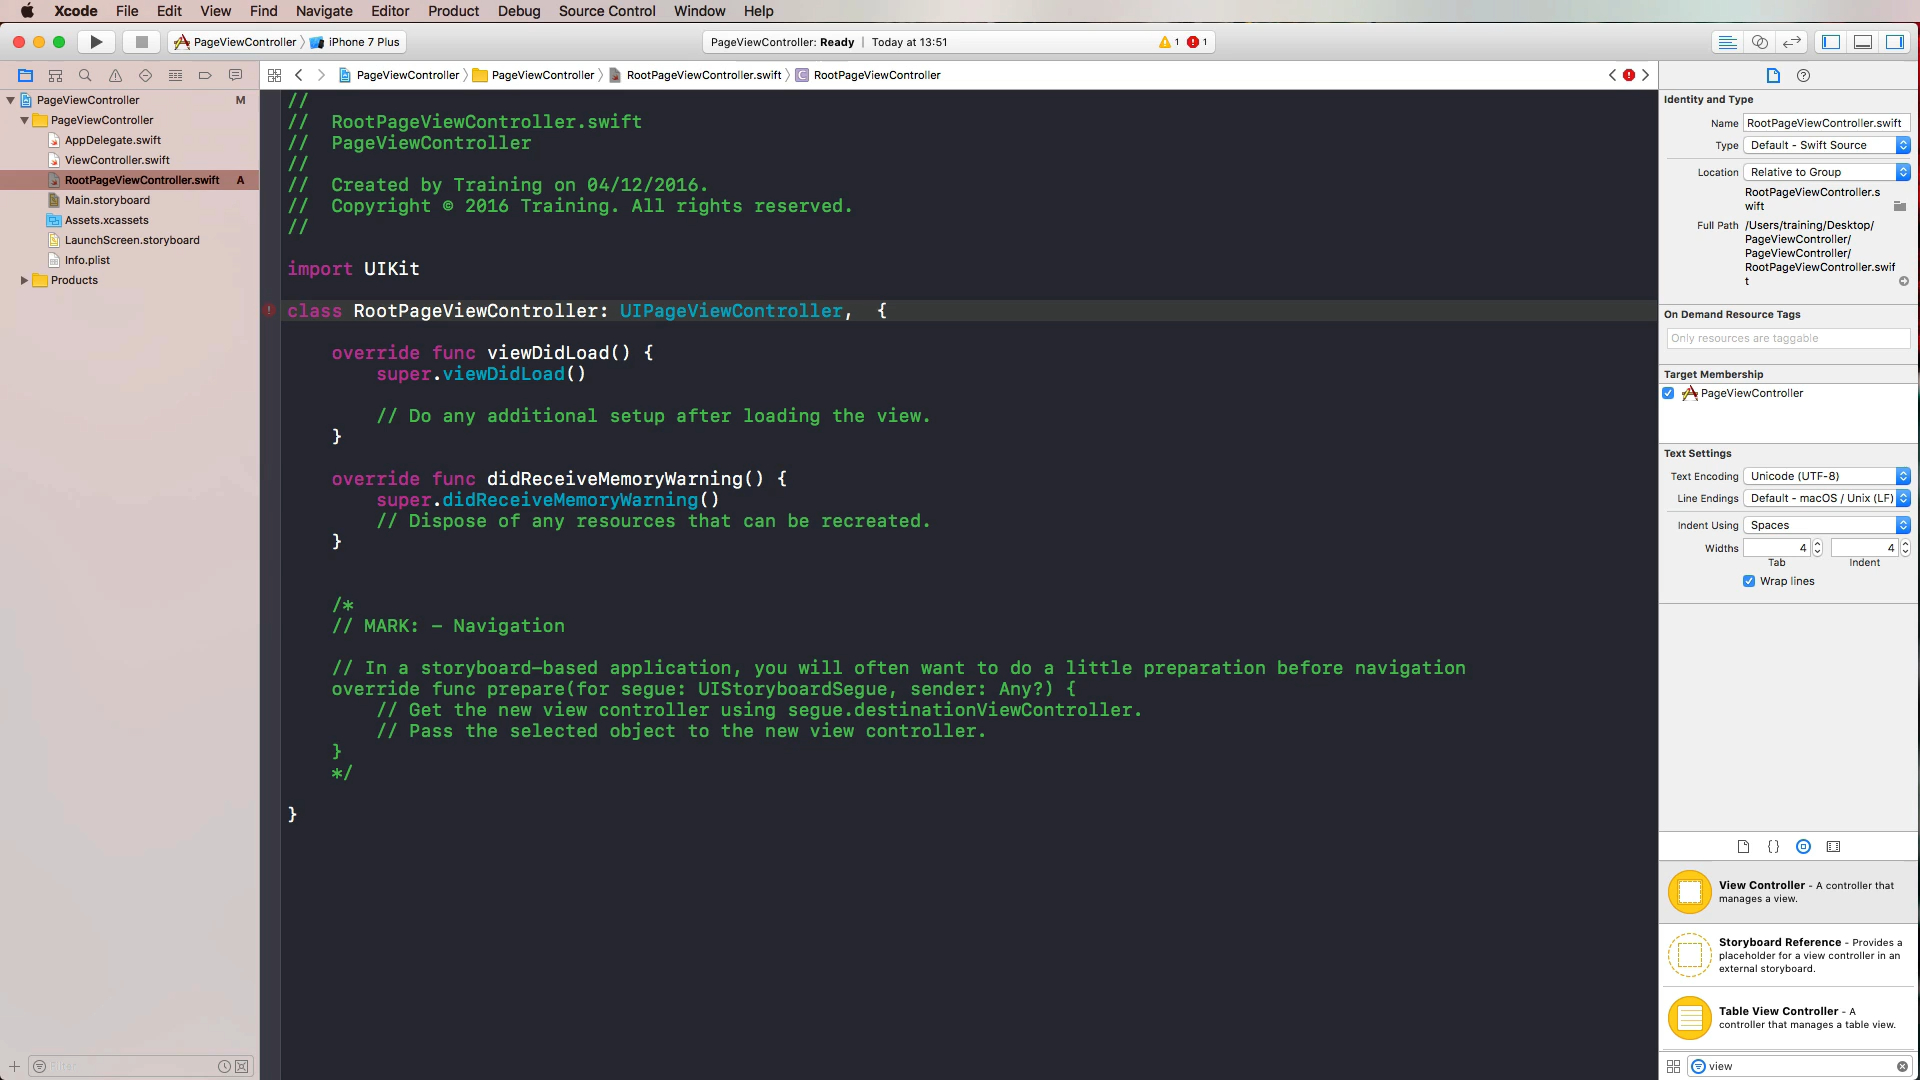 Xcode File Edit View Find Navigate Editor Product Debug Source Control Window Help
PageViewController iPhone 7 Plus
PageViewController: Ready Today at 13:51 1 1
PageViewController PageViewController RootPageViewController.swift C RootPageViewController
PageViewController M
PageViewController
AppDelegate.swift
ViewController.swift
RootPageViewController.swift A
Main.storyboard
Assets.xcassets
LaunchScreen.storyboard
Info.plist
Products
Filter
//
// RootPageViewController.swift
// PageViewController
//
// Created by Training on 04/12/2016.
// Copyright © 2016 Training. All rights reserved.
//
import UIKit
class RootPageViewController: UIPageViewController,  {
override func viewDidLoad() {
super.viewDidLoad()
// Do any additional setup after loading the view.
}
override func didReceiveMemoryWarning() {
super.didReceiveMemoryWarning()
// Dispose of any resources that can be recreated.
}
/*
// MARK: - Navigation
// In a storyboard-based application, you will often want to do a little preparation before navigation
override func prepare(for segue: UIStoryboardSegue, sender: Any?) {
// Get the new view controller using segue.destinationViewController.
// Pass the selected object to the new view controller.
}
*/
}
Identity and Type
Name RootPageViewController.swift
Type Default - Swift Source
Location Relative to Group
RootPageViewController.s
wift
Full Path /Users/training/Desktop/
PageViewController/
PageViewController/
RootPageViewController.swif
t
On Demand Resource Tags
Only resources are taggable
Target Membership
PageViewController
Text Settings
Text Encoding Unicode (UTF-8)
Line Endings Default - macOS / Unix (LF)
Indent Using Spaces
Widths 4 4
Tab Indent
Wrap lines
{}
View Controller - A controller that
manages a view.
Storyboard Reference - Provides a
placeholder for a view controller in an
external storyboard.
Table View Controller - A
controller that manages a table view.
view